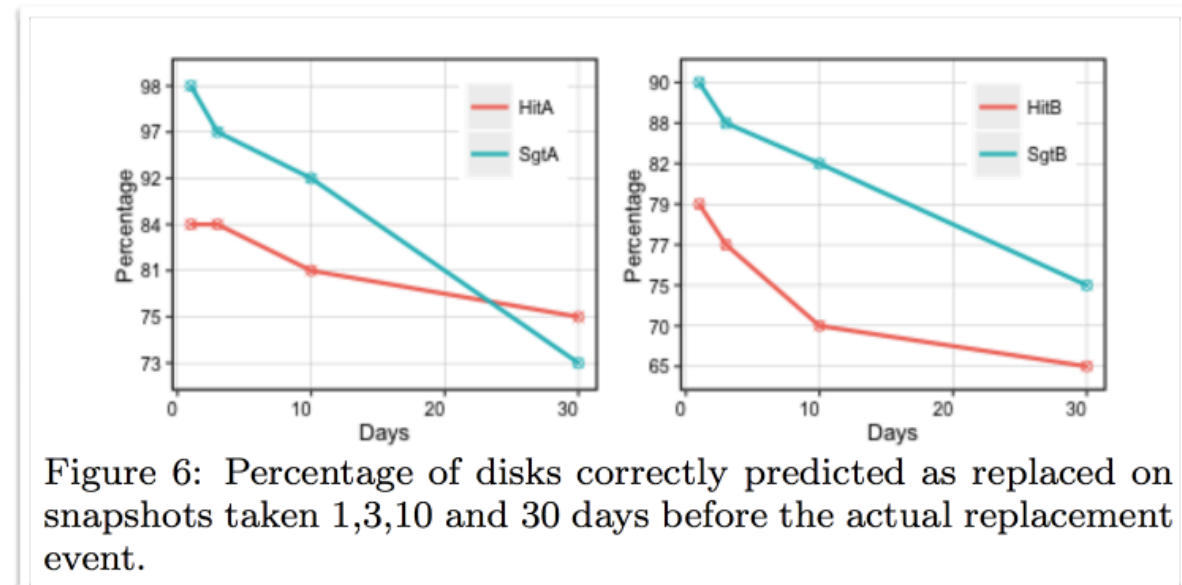 98
97
92
84
81
75
73
Percentage
0 10 20 30
Days
HitA
SgtA
90
88
82
79
77
75
70
65
Percentage
0 10 20 30
Days
HitB
SgtB
Figure 6: Percentage of disks correctly predicted as replaced on
snapshots taken 1,3,10 and 30 days before the actual replacement
event.